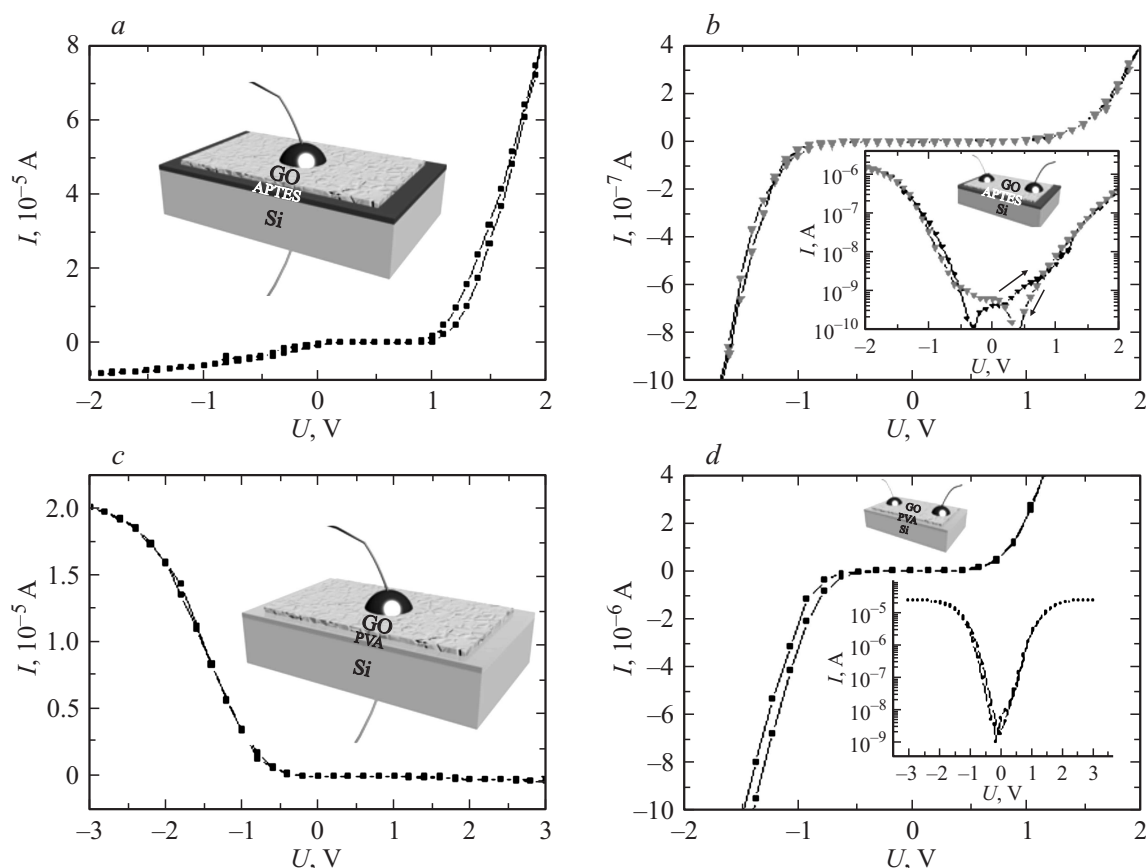 a
I, 10⁻⁵ A
8
6
4
2
0
−2 −1 0 1 2
U, V
GO
APTES
Si
b
I, 10⁻⁷ A
4
2
0
−2
−4
−6
−8
−10
−2 −1 0 1 2
U, V
I, A
10⁻⁶
10⁻⁷
10⁻⁸
10⁻⁹
10⁻¹⁰
−2 −1 0 1 2
U, V
GO
APTES
Si
c
I, 10⁻⁵ A
2.0
1.5
1.0
0.5
0
−3 −2 −1 0 1 2 3
U, V
GO
PVA
Si
d
I, 10⁻⁶ A
4
2
0
−2
−4
−6
−8
−10
−2 −1 0 1 2
U, V
GO
PVA
Si
I, A
10⁻⁵
10⁻⁶
10⁻⁷
10⁻⁸
10⁻⁹
−3 −2 −1 0 1 2 3
U, V